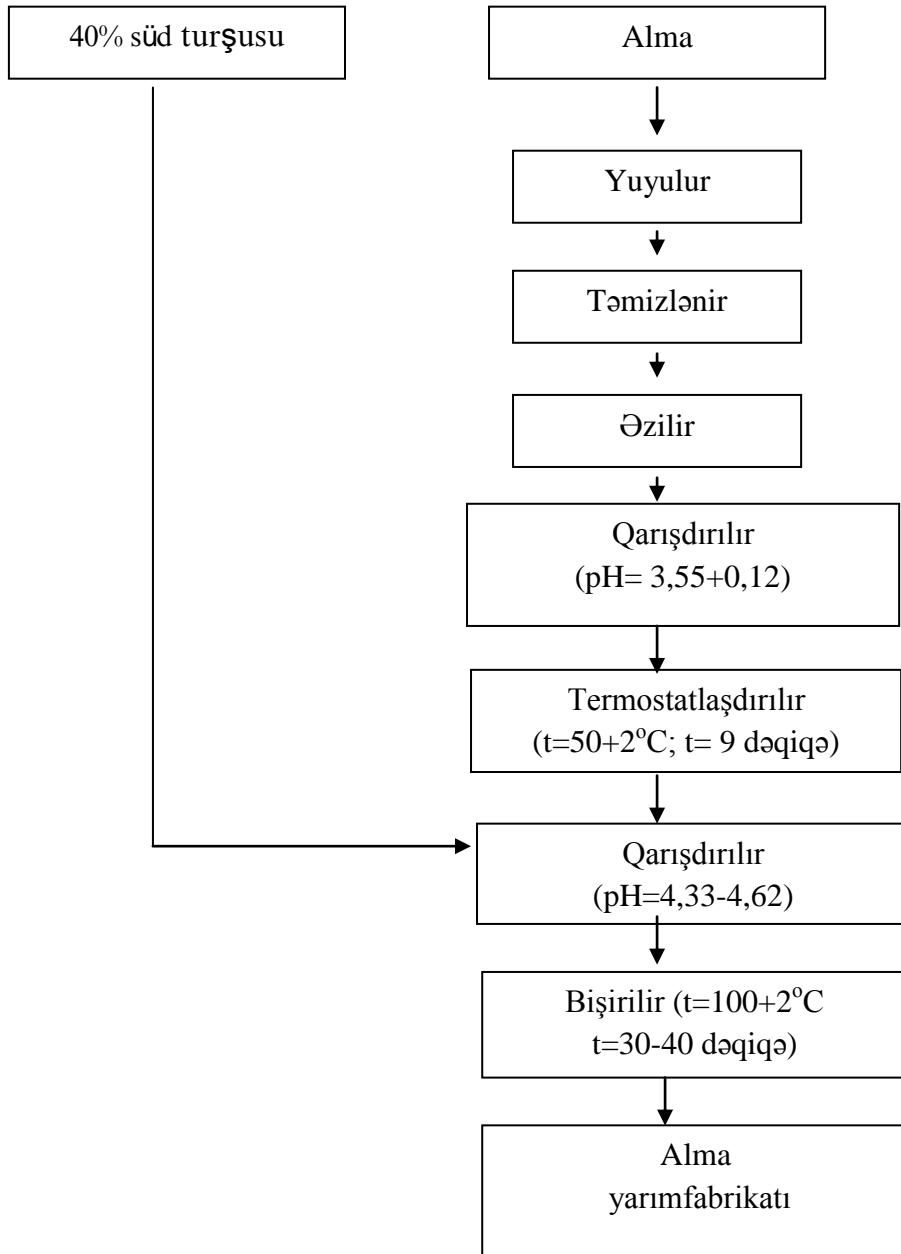 40% süd turşusu
Alma
Yuyulur
Təmizlənir
Əzilir
Qarışdırılır
(pH= 3,55+0,12)
Termostatlaşdırılır
(t=50+2°C; t= 9 dəqiqə)
Qarışdırılır
(pH=4,33-4,62)
Bişirilir (t=100+2°C
t=30-40 dəqiqə)
Alma
yarımfabrikatı